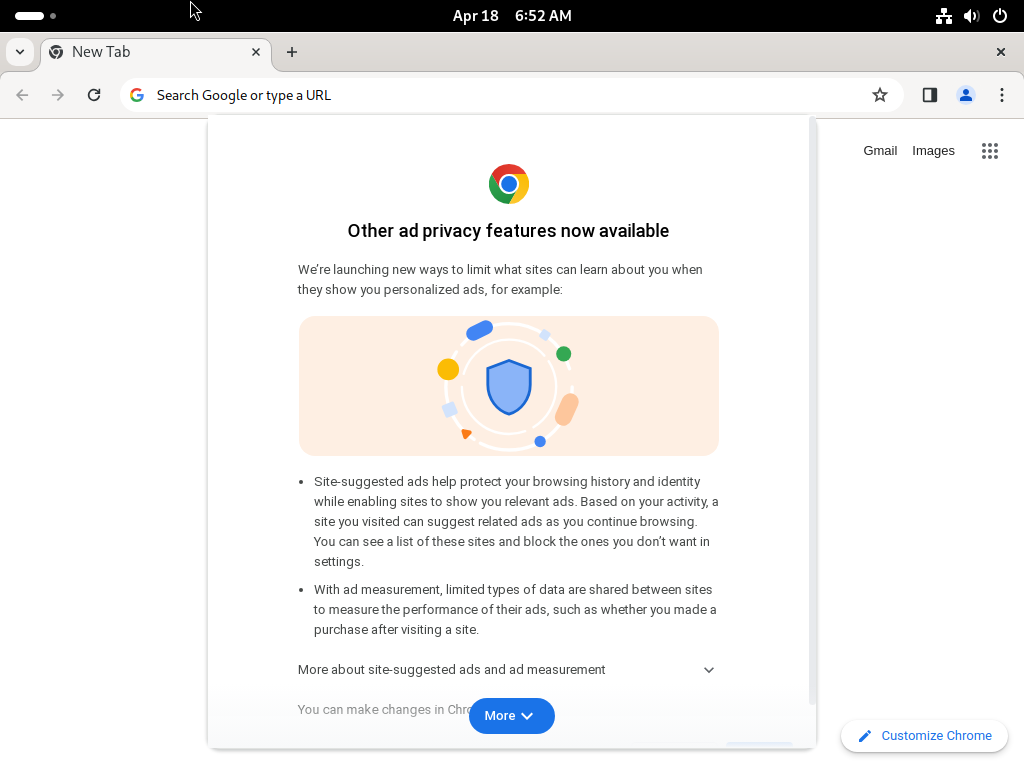 Apr 18 6:52 AM
New Tab
Search Google or type a URL
Gmail Images
Other ad privacy features now available
We're launching new ways to limit what sites can learn about you when
they show you personalized ads, for example:
• Site-suggested ads help protect your browsing history and identity
while enabling sites to show you relevant ads. Based on your activity, a
site you visited can suggest related ads as you continue browsing.
You can see a list of these sites and block the ones you don't want in
settings.
• With ad measurement, limited types of data are shared between sites
to measure the performance of their ads, such as whether you made a
purchase after visiting a site.
More about site-suggested ads and ad measurement
You can make changes in
More
Customize Chrome